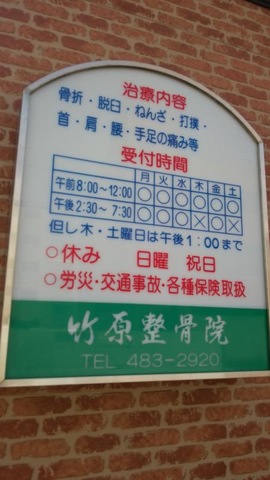 治療内容
骨折・脱臼・ねんざ・打撲・
首・肩・腰・手足の痛み等
受付時間
月火水木金土
午前8:00〜12:00 ○○○○○○
午後2:30〜7:30 ○○○×○×
但し木・土曜日は午後1:00まで
○休み 日曜 祝日
○労災・交通事故・各種保険取扱
竹原整骨院
TEL 483-2920